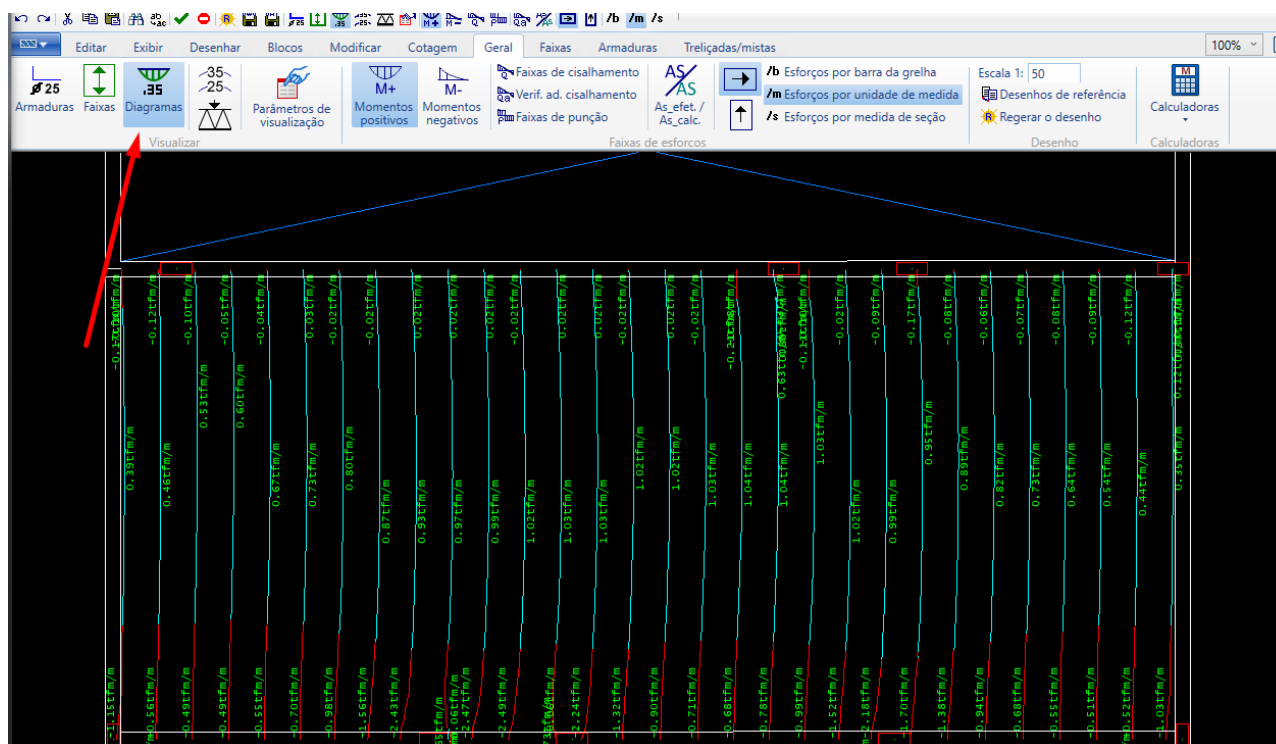 /b /m /s
Editar Exibir Desenhar Blocos Modificar Cotagem Geral Faixas Armaduras Treliçadas/mistas 100%
ø 25
Armaduras
Faixas
.35
Diagramas
35
25
Parâmetros de
visualização
Visualizar
M+
Momentos
positivos
M-
Momentos
negativos
Faixas de cisalhamento
Verif. ad. cisalhamento
Faixas de punção
AS/AS
As_efet. /
As_calc.
/b Esforços por barra da grelha
/m Esforços por unidade de medida
/s Esforços por medida de seção
Faixas de esforcos
Escala 1: 50
Desenhos de referência
R Regerar o desenho
Desenho
M
Calculadoras
Calculadoras
-0.12tfm/m
-0.10tfm/m
-0.05tfm/m
-0.04tfm/m
0.03tfm/m
-0.02tfm/m
-0.02tfm/m
0.02tfm/m
0.02tfm/m
-0.02tfm/m
0.02tfm/m
-0.02tfm/m
-0.02tfm/m
0.02tfm/m
-0.02tfm/m
-0.02tfm/m
-0.09tfm/m
-0.17tfm/m
-0.08tfm/m
-0.06tfm/m
-0.07tfm/m
-0.08tfm/m
-0.09tfm/m
-0.12tfm/m
0.39tfm/m
0.46tfm/m
0.53tfm/m
0.60tfm/m
0.67tfm/m
0.73tfm/m
0.80tfm/m
0.87tfm/m
0.93tfm/m
0.97tfm/m
0.99tfm/m
1.02tfm/m
1.03tfm/m
1.03tfm/m
1.02tfm/m
1.02tfm/m
1.03tfm/m
1.04tfm/m
1.04tfm/m
1.03tfm/m
1.02tfm/m
0.99tfm/m
0.95tfm/m
0.89tfm/m
0.82tfm/m
0.73tfm/m
0.64tfm/m
0.54tfm/m
0.44tfm/m
0.35tfm/m
-1.15tfm/m
-0.56tfm/m
-0.49tfm/m
-0.49tfm/m
-0.55tfm/m
-0.70tfm/m
-0.98tfm/m
-1.56tfm/m
-2.43tfm/m
-2.47tfm/m
-2.49tfm/m
-2.24tfm/m
-1.32tfm/m
-0.90tfm/m
-0.71tfm/m
-0.68tfm/m
-0.78tfm/m
-0.99tfm/m
-1.52tfm/m
-2.18tfm/m
-1.70tfm/m
-1.38tfm/m
-0.94tfm/m
-0.68tfm/m
-0.55tfm/m
-0.51tfm/m
-0.52tfm/m
-1.03tfm/m